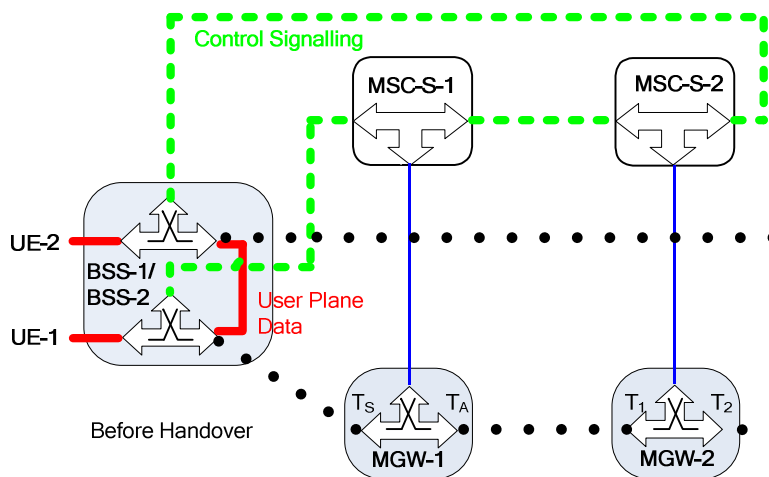 Control Signalling
MSC-S-1
MSC-S-2
UE-2
BSS-1/
BSS-2
User Plane
Data
UE-1
TS
TA
T1
T2
Before Handover
MGW-1
MGW-2